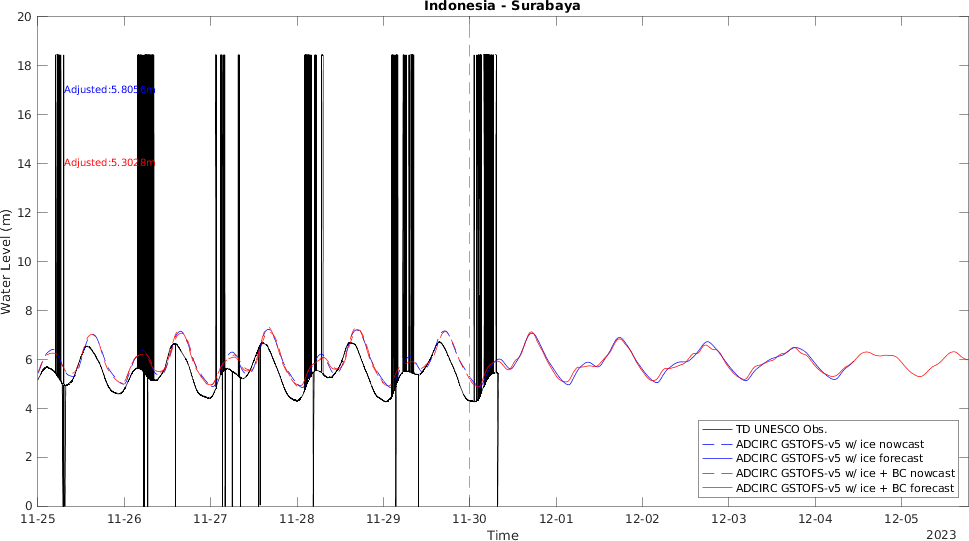 Indonesia - Surabaya
20
18
16
14
12
10
8
6
4
2
0
Water Level (m)
Adjusted:5.805
Adjusted:5.3028m
TD UNESCO Obs.
ADCIRC GSTOFS-v5 w/ ice nowcast
ADCIRC GSTOFS-v5 w/ ice forecast
ADCIRC GSTOFS-v5 w/ ice + BC nowcast
ADCIRC GSTOFS-v5 w/ ice + BC forecast
11-25 11-26 11-27 11-28 11-29 11-30 12-01 12-02 12-03 12-04 12-05
Time
2023